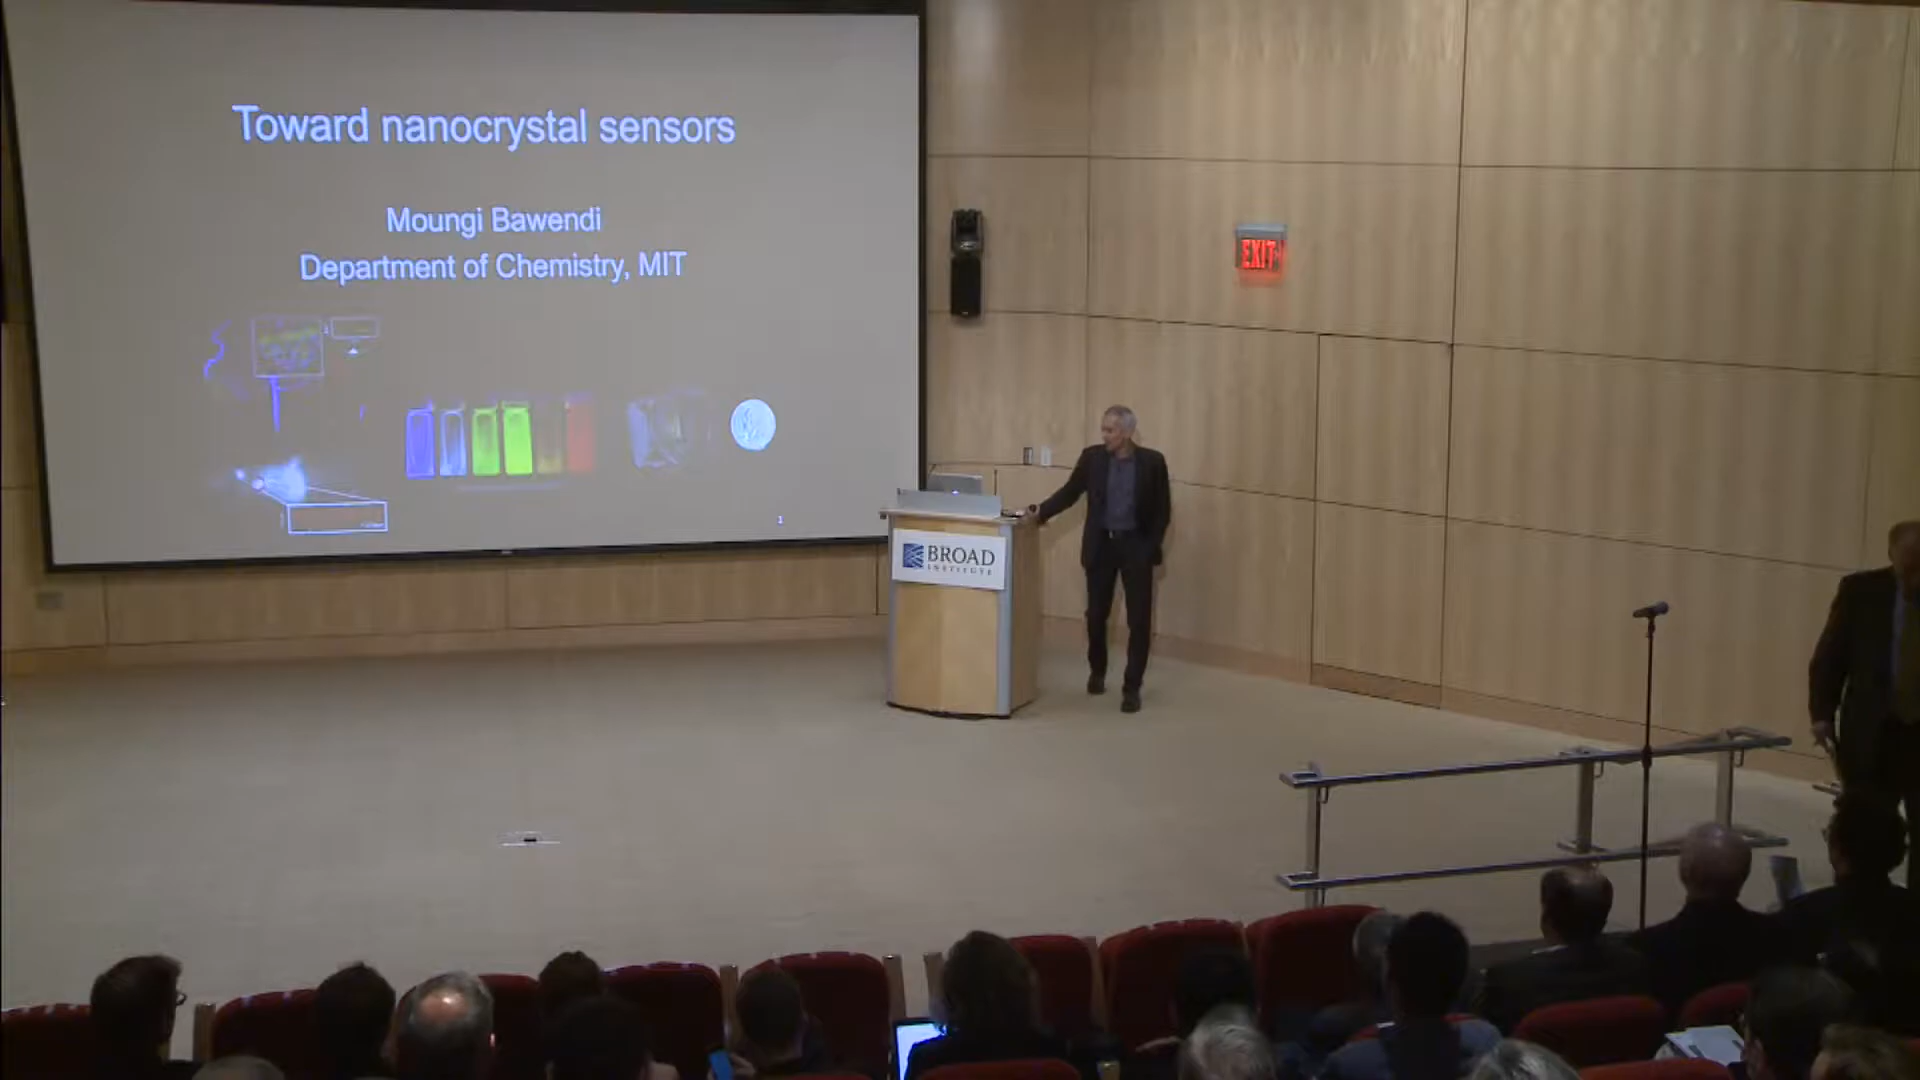 Toward nanocrystal sensors
Moungi Bawendi
Department of Chemistry, MIT
1
EXIT
BROAD
INSTITUTE